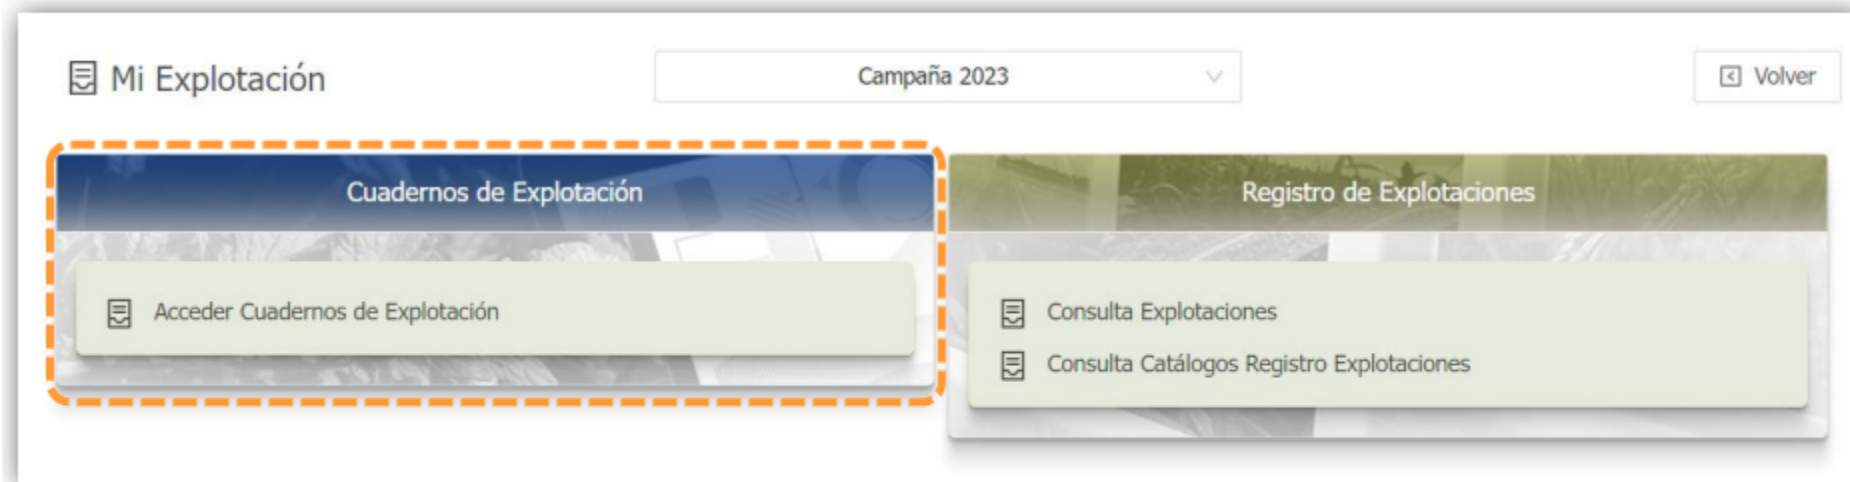 Mi Explotación
Campaña 2023
Volver
Cuadernos de Explotación
Acceder Cuadernos de Explotación
Registro de Explotaciones
Consulta Explotaciones
Consulta Catálogos Registro Explotaciones